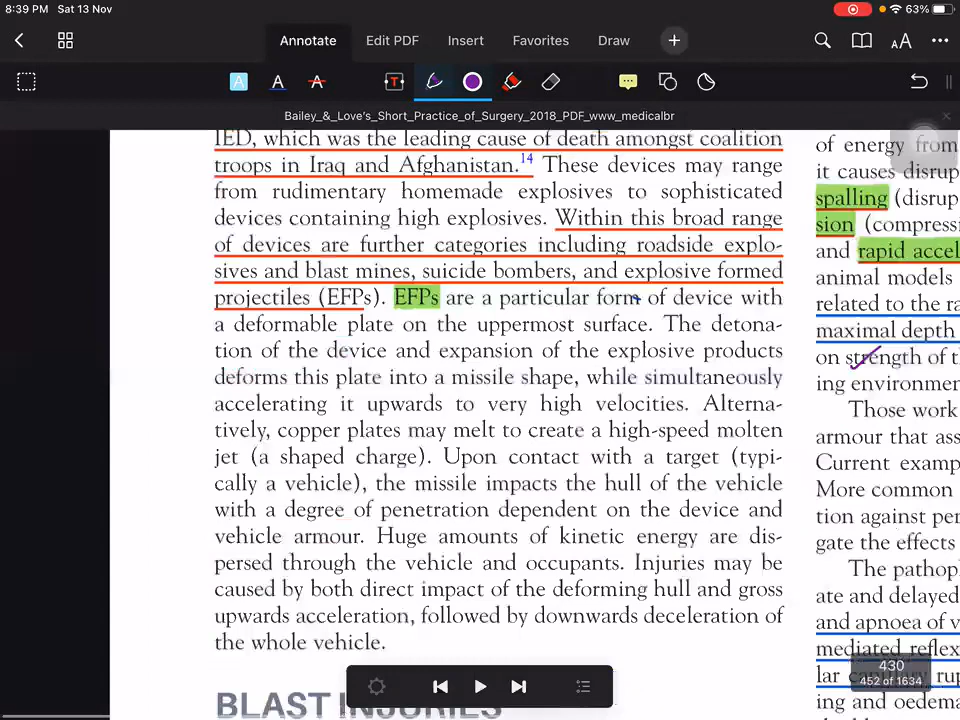 8:39 PM Sat 13 Nov
63%
Annotate Edit PDF Insert Favorites Draw
AA
A A A T
Bailey_&_Love's_Short_Practice_of_Surgery_2018_PDF_www_medicalbr
IED, which was the leading cause of death amongst coalition
troops in Iraq and Afghanistan.14 These devices may range
from rudimentary homemade explosives to sophisticated
devices containing high explosives. Within this broad range
of devices are further categories including roadside explo-
sives and blast mines, suicide bombers, and explosive formed
projectiles (EFPs). EFPs are a particular form of device with
a deformable plate on the uppermost surface. The detona-
tion of the device and expansion of the explosive products
deforms this plate into a missile shape, while simultaneously
accelerating it upwards to very high velocities. Alterna-
tively, copper plates may melt to create a high-speed molten
jet (a shaped charge). Upon contact with a target (typi-
cally a vehicle), the missile impacts the hull of the vehicle
with a degree of penetration dependent on the device and
vehicle armour. Huge amounts of kinetic energy are dis-
persed through the vehicle and occupants. Injuries may be
caused by both direct impact of the deforming hull and gross
upwards acceleration, followed by downwards deceleration of
the whole vehicle.
BLAST INJURIES
of energy from
it causes disrup
spalling (disrup
sion (compressi
and rapid accel
animal models
related to the ra
maximal depth
on strength of t
ing environmen
Those work
armour that ass
Current examp
More common
tion against per
gate the effects
The pathoph
ate and delayed
and apnoea of v
mediated reflex
lar capillary rup
ing and oedema
430
452 of 1634